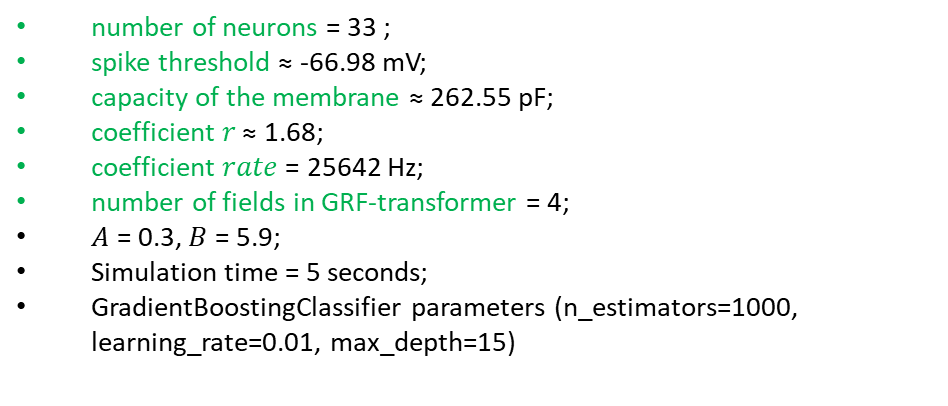 • number of neurons = 33 ;
• spike threshold ≈ -66.98 mV;
• capacity of the membrane ≈ 262.55 pF;
• coefficient r ≈ 1.68;
• coefficient rate = 25642 Hz;
• number of fields in GRF-transformer = 4;
• A = 0.3, B = 5.9;
• Simulation time = 5 seconds;
• GradientBoostingClassifier parameters (n_estimators=1000,
learning_rate=0.01, max_depth=15)